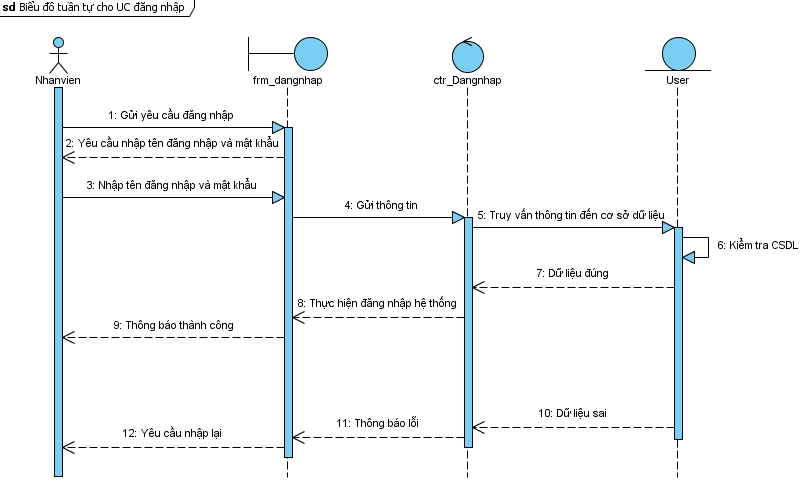 sd Biểu đồ tuần tự cho UC đăng nhập
Nhanvien
frm_dangnhap
ctr_Dangnhap
User
1: Gửi yêu cầu đăng nhập
2: Yêu cầu nhập tên đăng nhập và mật khẩu
3: Nhập tên đăng nhập và mật khẩu
4: Gửi thông tin
5: Truy vấn thông tin đến cơ sở dữ liệu
6: Kiểm tra CSDL
7: Dữ liệu đúng
8: Thực hiện đăng nhập hệ thống
9: Thông báo thành công
10: Dữ liệu sai
11: Thông báo lỗi
12: Yêu cầu nhập lại